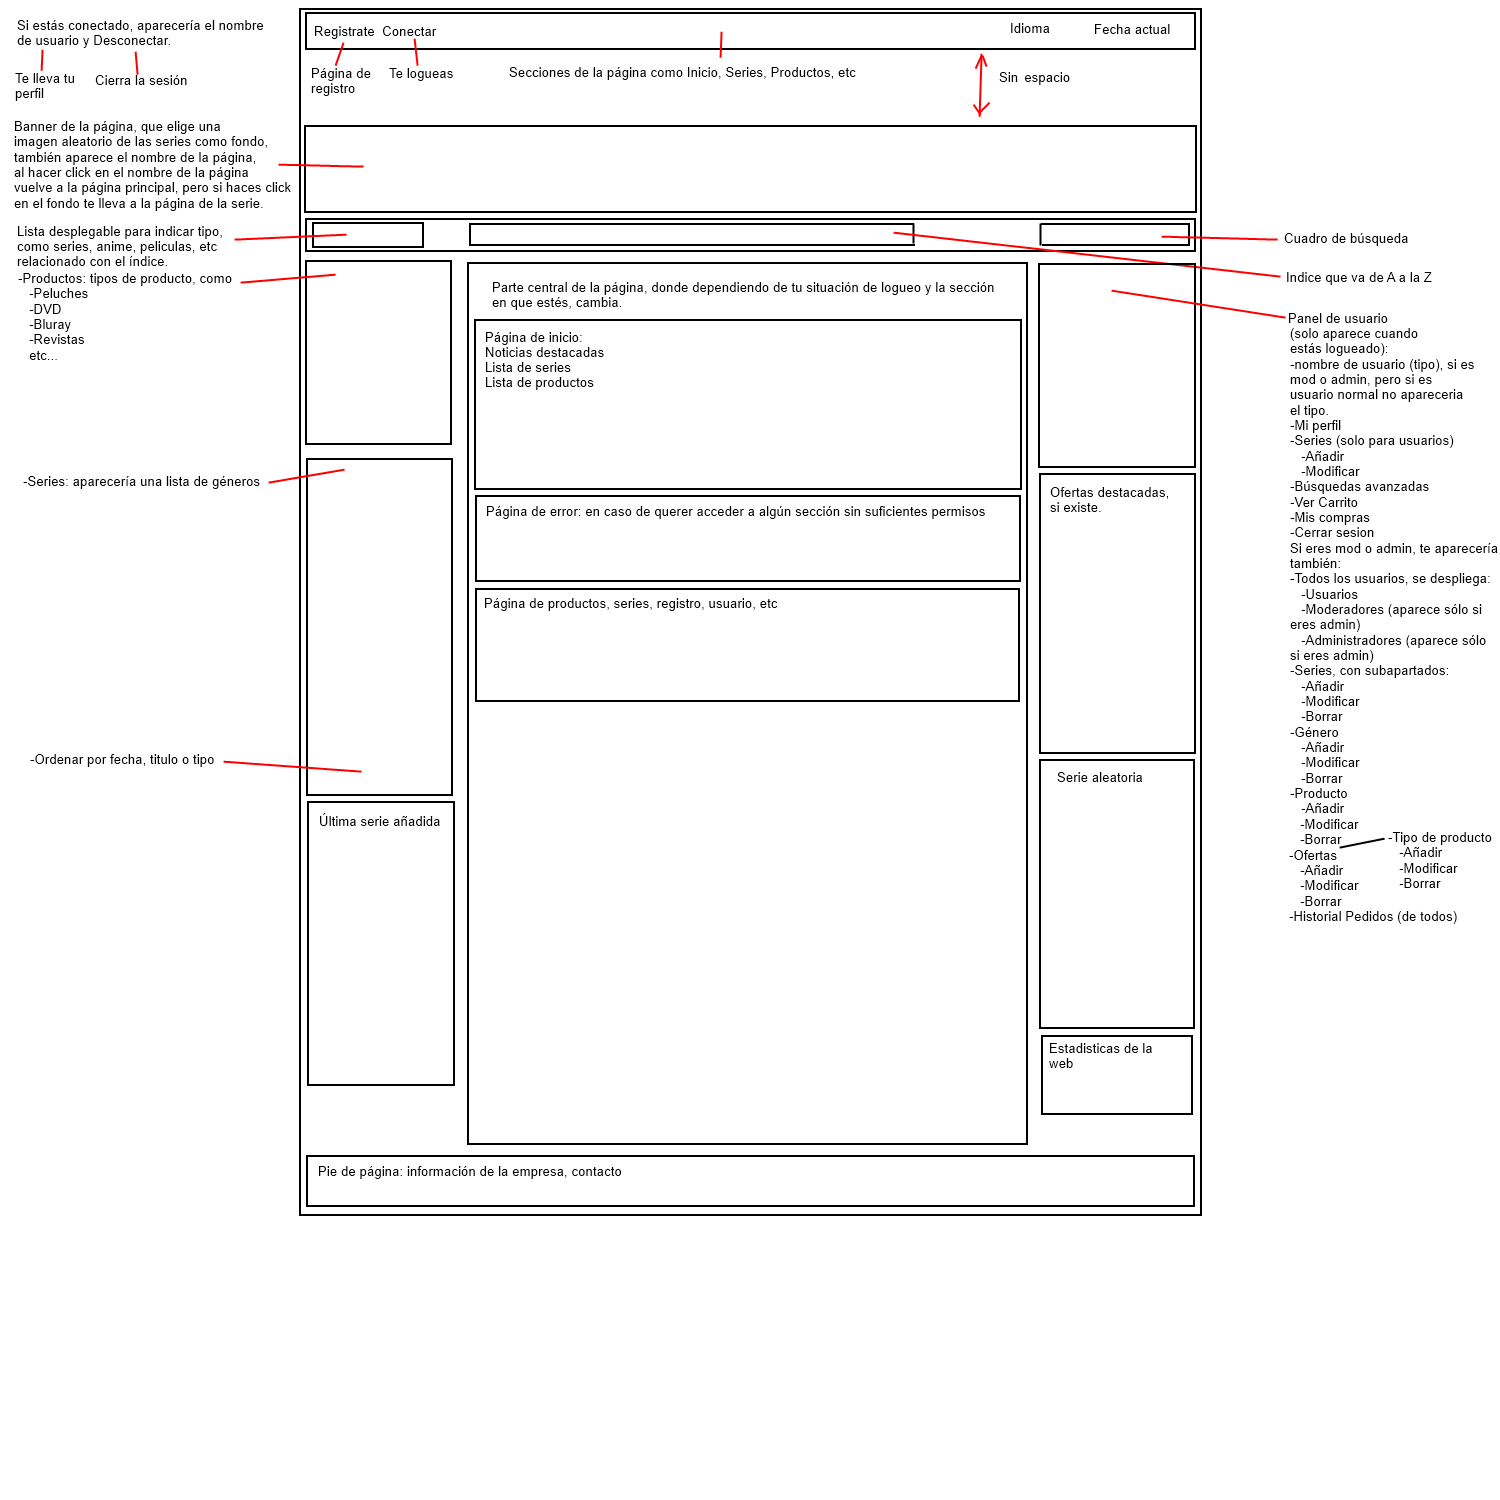 Si estás conectado, aparecería el nombre
de usuario y Desconectar.
Te lleva tu
perfil
Cierra la sesión
Registrate Conectar
Idioma
Fecha actual
Página de
registro
Te logueas
Secciones de la página como Inicio, Series, Productos, etc
Sin espacio
Banner de la página, que elige una
imagen aleatorio de las series como fondo,
también aparece el nombre de la página,
al hacer click en el nombre de la página
vuelve a la página principal, pero si haces click
en el fondo te lleva a la página de la serie.
Lista desplegable para indicar tipo,
como series, anime, peliculas, etc
relacionado con el índice.
-Productos: tipos de producto, como
-Peluches
-DVD
-Bluray
-Revistas
etc...
-Series: aparecería una lista de géneros
-Ordenar por fecha, titulo o tipo
Última serie añadida
Parte central de la página, donde dependiendo de tu situación de logueo y la sección
en que estés, cambia.
Página de inicio:
Noticias destacadas
Lista de series
Lista de productos
Página de error: en caso de querer acceder a algún sección sin suficientes permisos
Página de productos, series, registro, usuario, etc
Ofertas destacadas,
si existe.
Serie aleatoria
Estadisticas de la
web
Pie de página: información de la empresa, contacto
Cuadro de búsqueda
Indice que va de A a la Z
Panel de usuario
(solo aparece cuando
estás logueado):
-nombre de usuario (tipo), si es
mod o admin, pero si es
usuario normal no apareceria
el tipo.
-Mi perfil
-Series (solo para usuarios)
-Añadir
-Modificar
-Búsquedas avanzadas
-Ver Carrito
-Mis compras
-Cerrar sesion
Si eres mod o admin, te aparecería
también:
-Todos los usuarios, se despliega:
-Usuarios
-Moderadores (aparece sólo si
eres admin)
-Administradores (aparece sólo
si eres admin)
-Series, con subapartados:
-Añadir
-Modificar
-Borrar
-Género
-Añadir
-Modificar
-Borrar
-Producto
-Añadir
-Modificar
-Borrar
-Ofertas
-Añadir
-Modificar
-Borrar
-Historial Pedidos (de todos)
-Tipo de producto
-Añadir
-Modificar
-Borrar